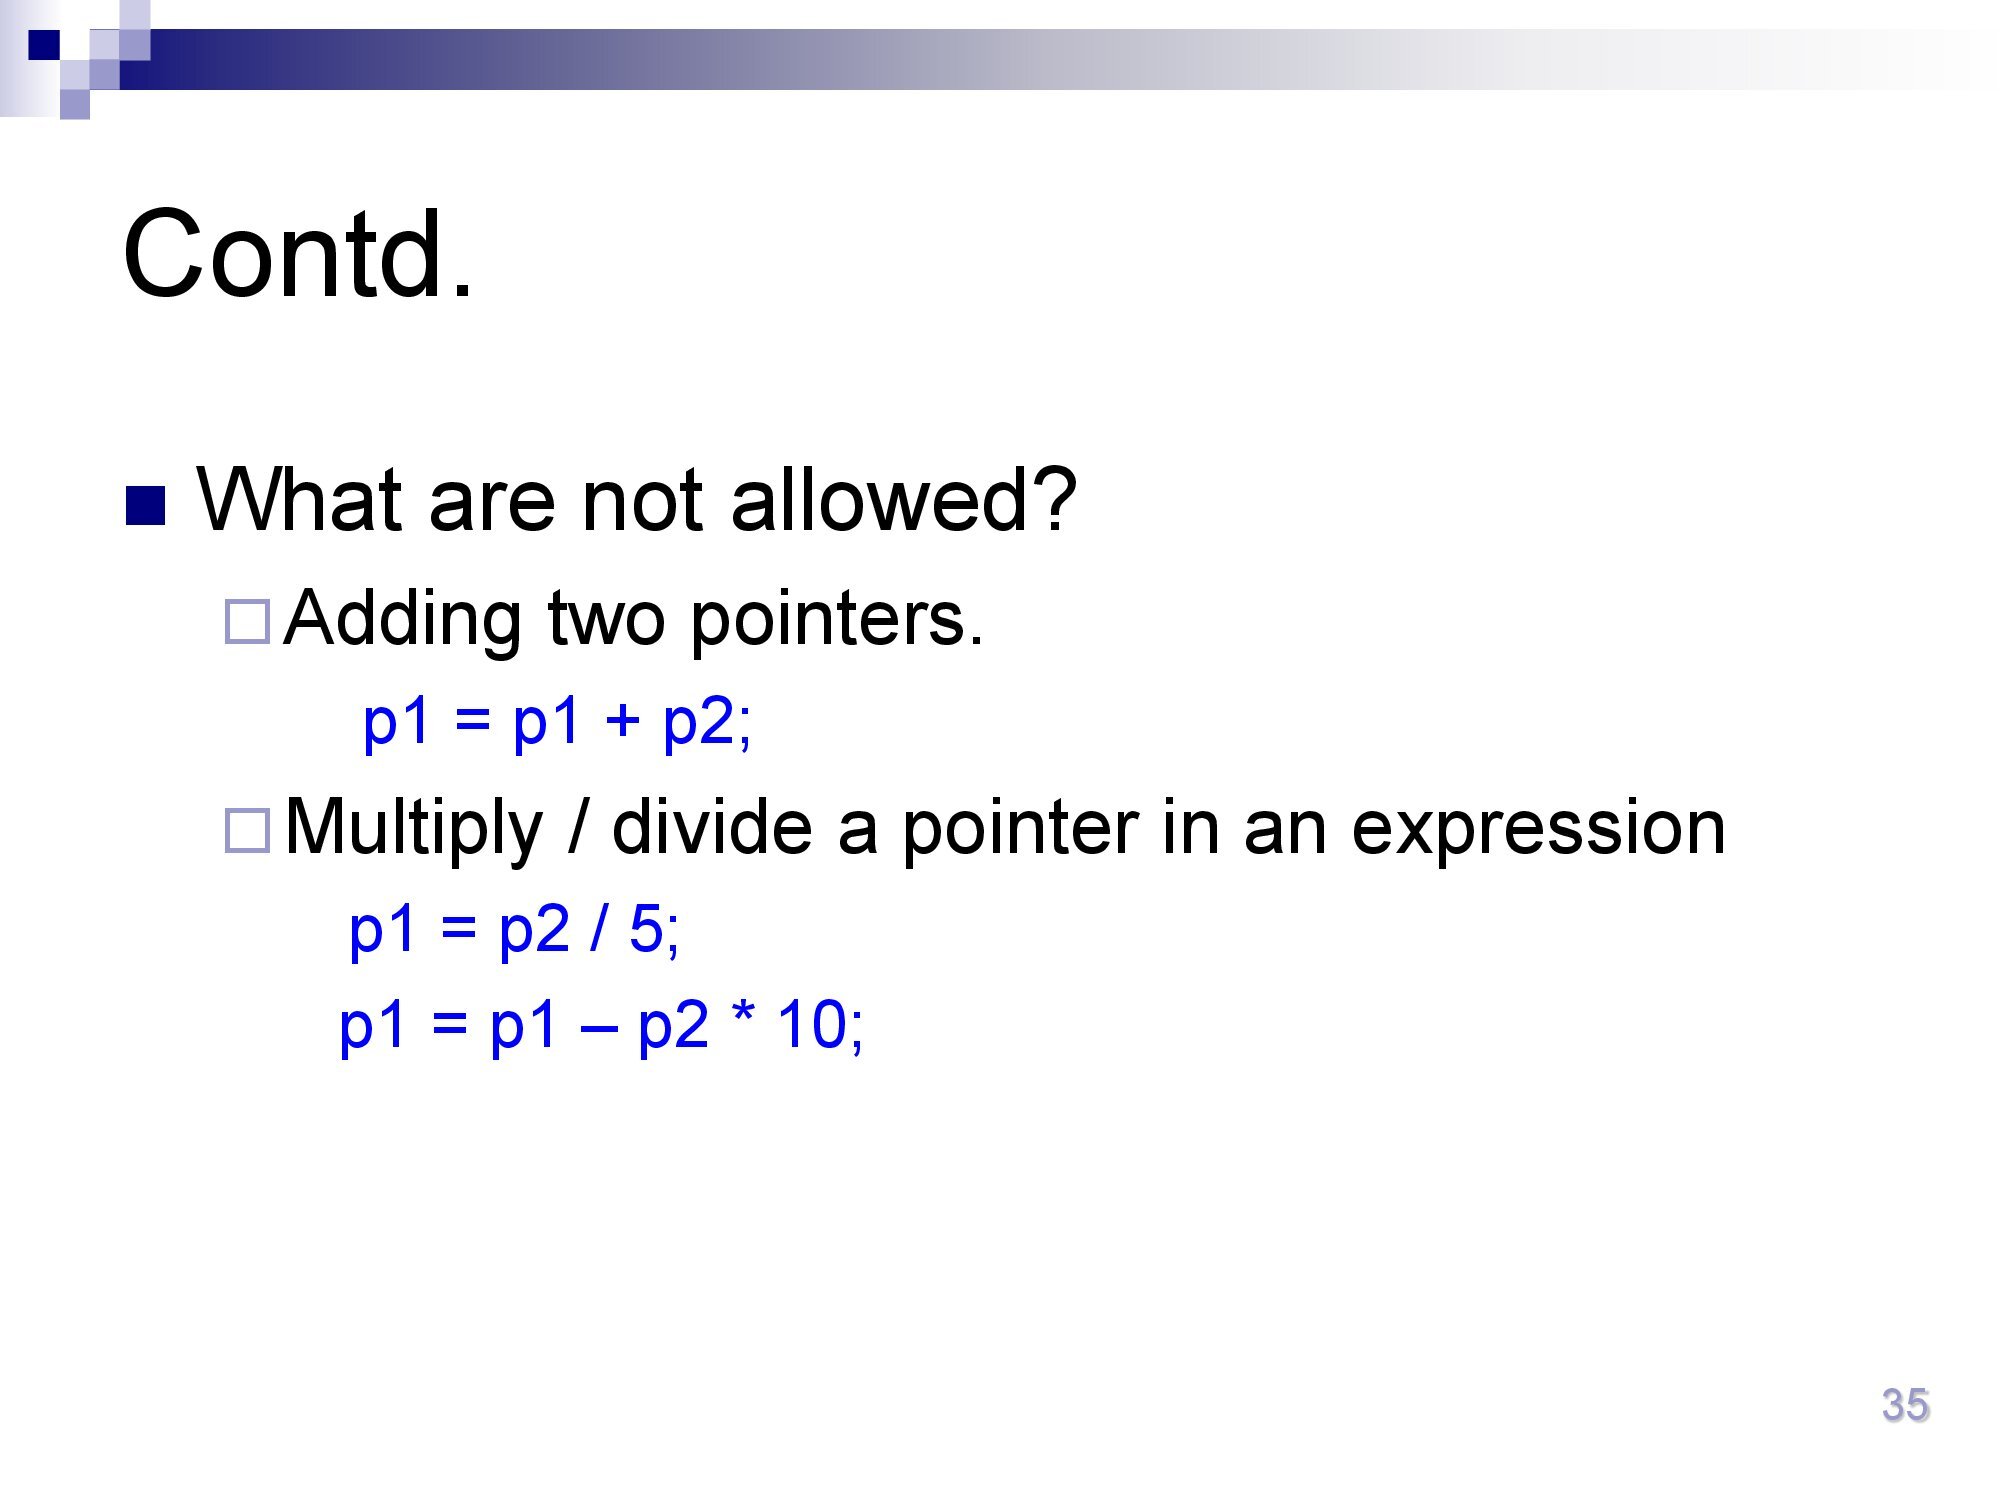 Contd.
What are not allowed?
Adding two pointers.
p1 = p1 + p2;
Multiply / divide a pointer in an expression
p1 = p2 / 5;
p1 = p1 – p2 * 10;
35